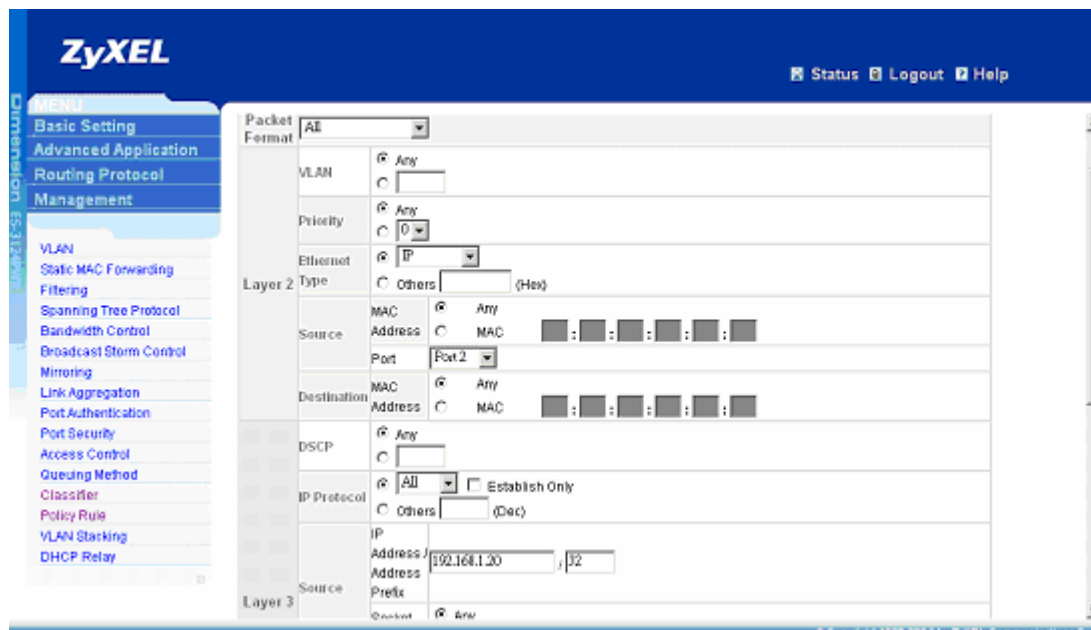 ZyXEL
Status Logout Help
Dimension
MENU
Basic Setting
Advanced Application
Routing Protocol
Management
VLAN
Static MAC Forwarding
Filtering
Spanning Tree Protocol
Bandwidth Control
Broadcast Storm Control
Mirroring
Link Aggregation
Port Authentication
Port Security
Access Control
Queuing Method
Classifier
Policy Rule
VLAN Stacking
DHCP Relay
Packet Format All
Layer 2
VLAN
Any
Priority
Any
0
Ethernet Type
IP
Others (Hex)
Source
MAC Address
Any
MAC : : : : :
Port Port 2
Destination
MAC Address
Any
MAC : : : : :
Layer 3
DSCP
Any
IP Protocol
All Establish Only
Others (Dec)
Source
IP Address / Address Prefix
192.168.1.20 / 32
Socket Any